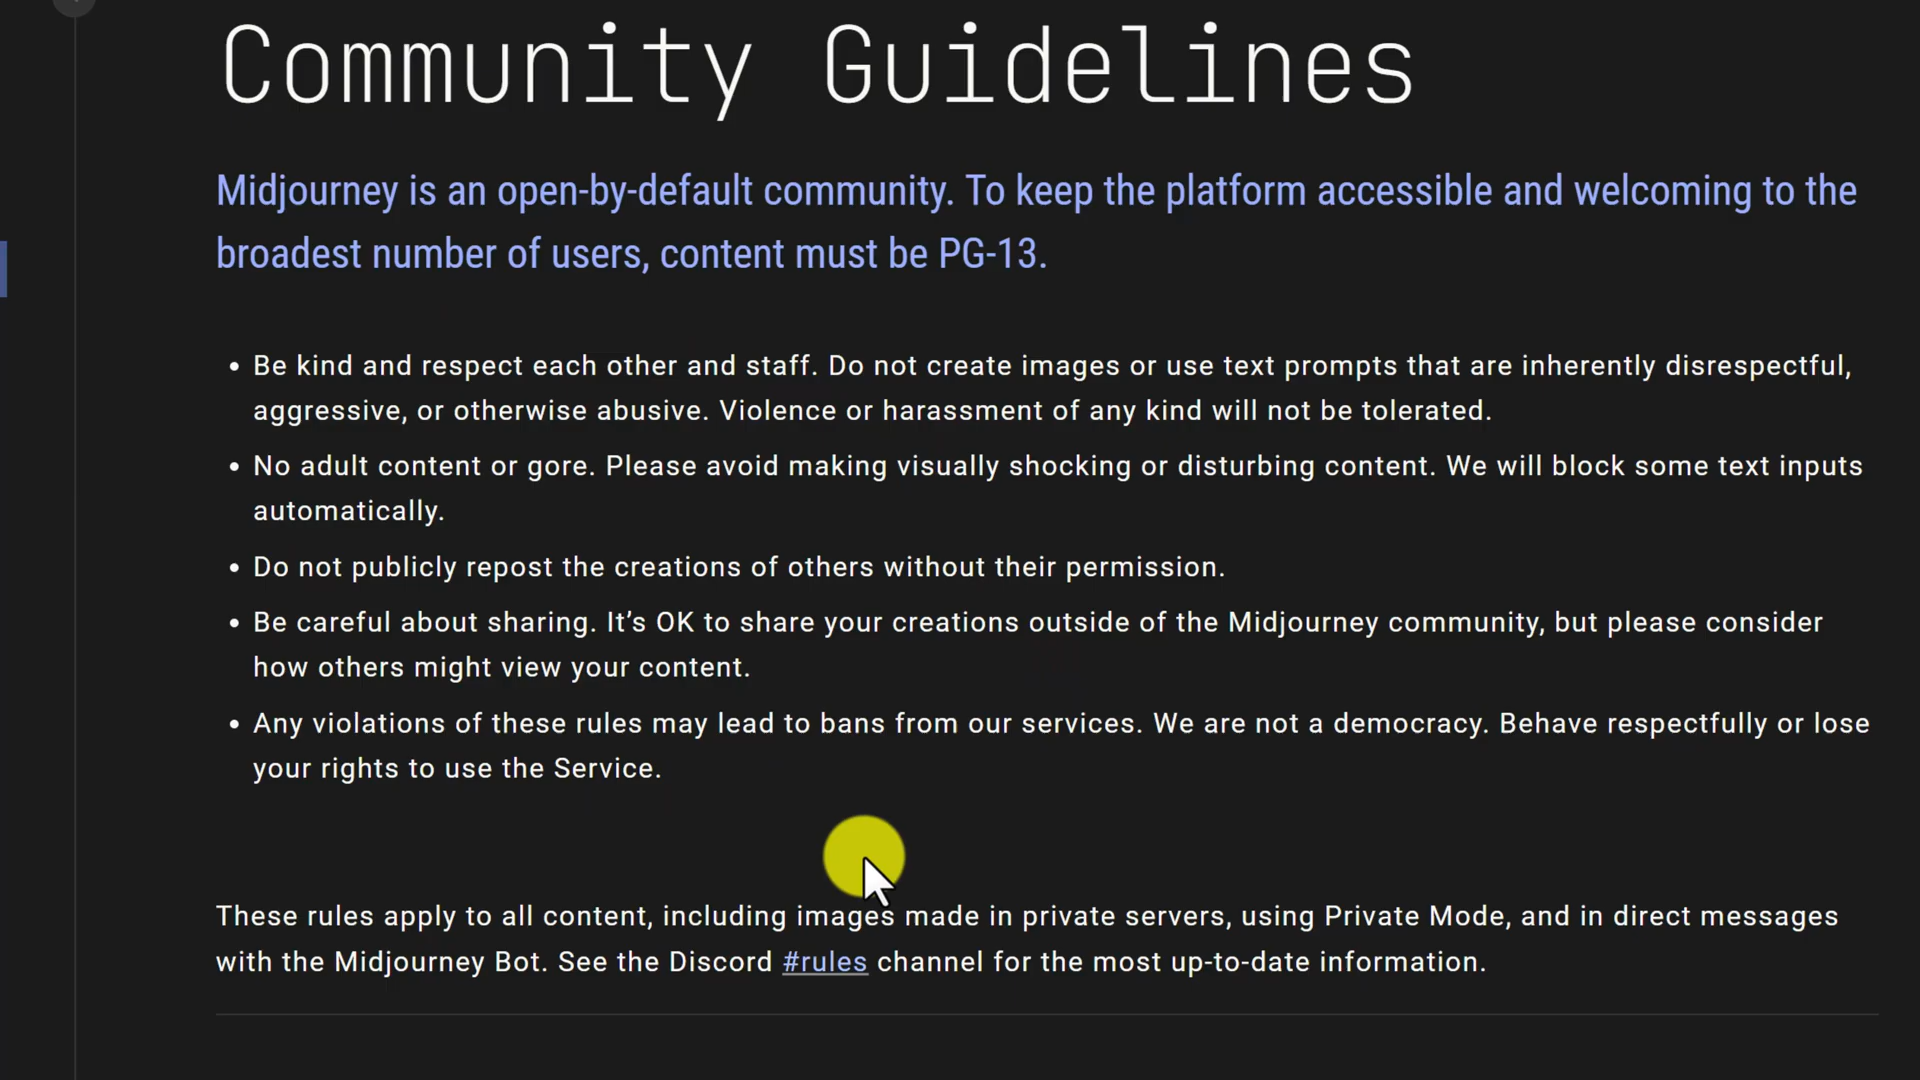 Community Guidelines
Midjourney is an open-by-default community. To keep the platform accessible and welcoming to the
broadest number of users, content must be PG-13.
• Be kind and respect each other and staff. Do not create images or use text prompts that are inherently disrespectful,
aggressive, or otherwise abusive. Violence or harassment of any kind will not be tolerated.
• No adult content or gore. Please avoid making visually shocking or disturbing content. We will block some text inputs
automatically.
• Do not publicly repost the creations of others without their permission.
• Be careful about sharing. It’s OK to share your creations outside of the Midjourney community, but please consider
how others might view your content.
• Any violations of these rules may lead to bans from our services. We are not a democracy. Behave respectfully or lose
your rights to use the Service.
These rules apply to all content, including images made in private servers, using Private Mode, and in direct messages
with the Midjourney Bot. See the Discord #rules channel for the most up-to-date information.